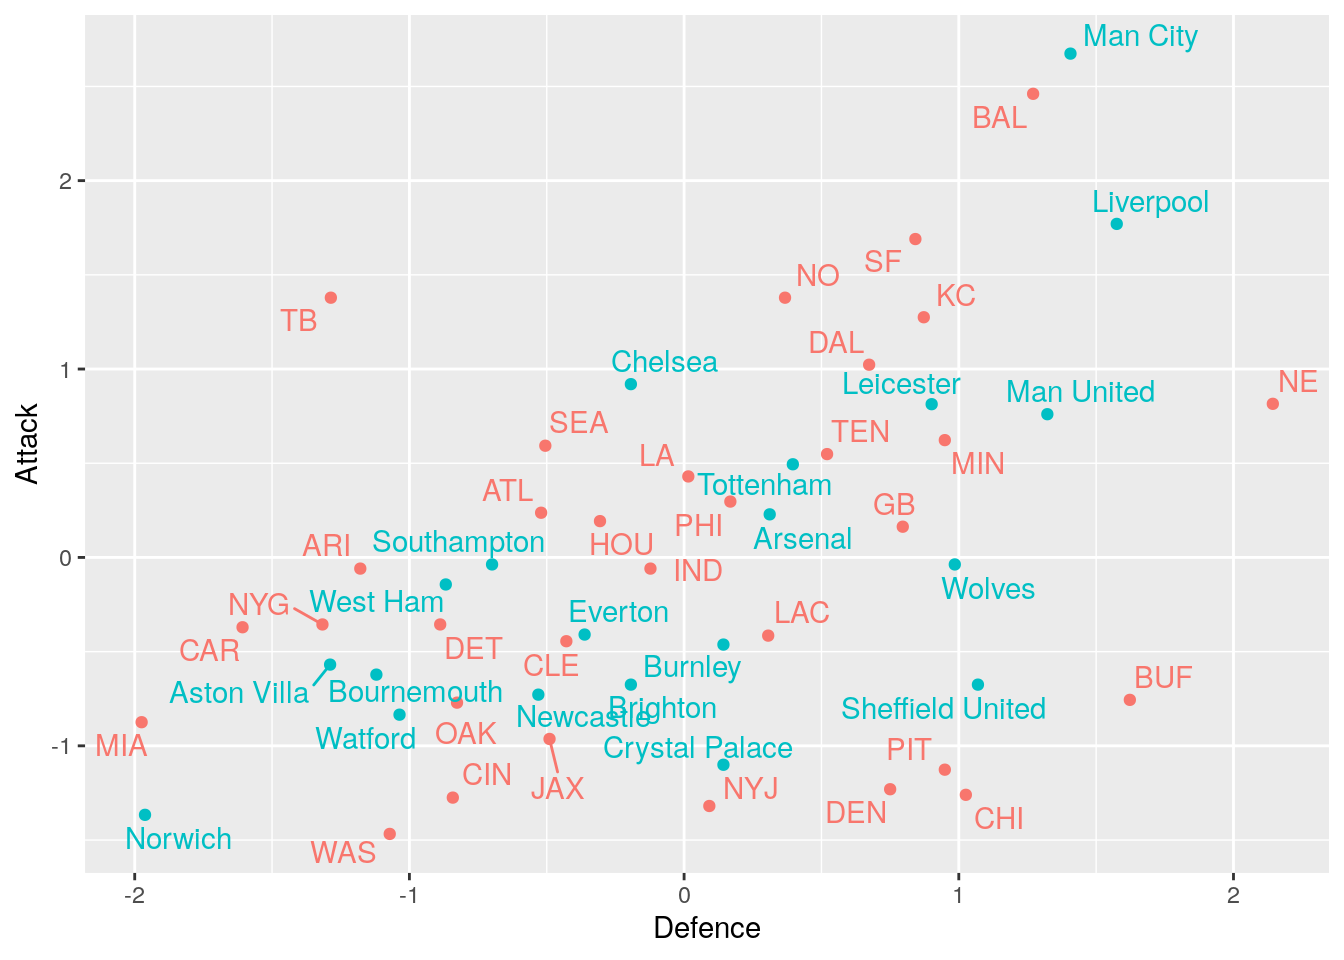 Man City
BAL
Liverpool
SF
NO
KC
TB
DAL
Chelsea
Leicester
Man United
NE
SEA
TEN
LA
MIN
ATL
Tottenham
GB
PHI
Arsenal
ARI
Southampton
HOU
IND
Wolves
NYG
West Ham
Everton
LAC
CAR
DET
CLE
Burnley
BUF
Aston Villa
Bournemouth
Brighton
Sheffield United
Newcastle
MIA
Watford
OAK
Crystal Palace
PIT
CIN
JAX
NYJ
DEN
CHI
Norwich
WAS
2
1
0
-1
-2
-1
0
1
2
Attack
Defence